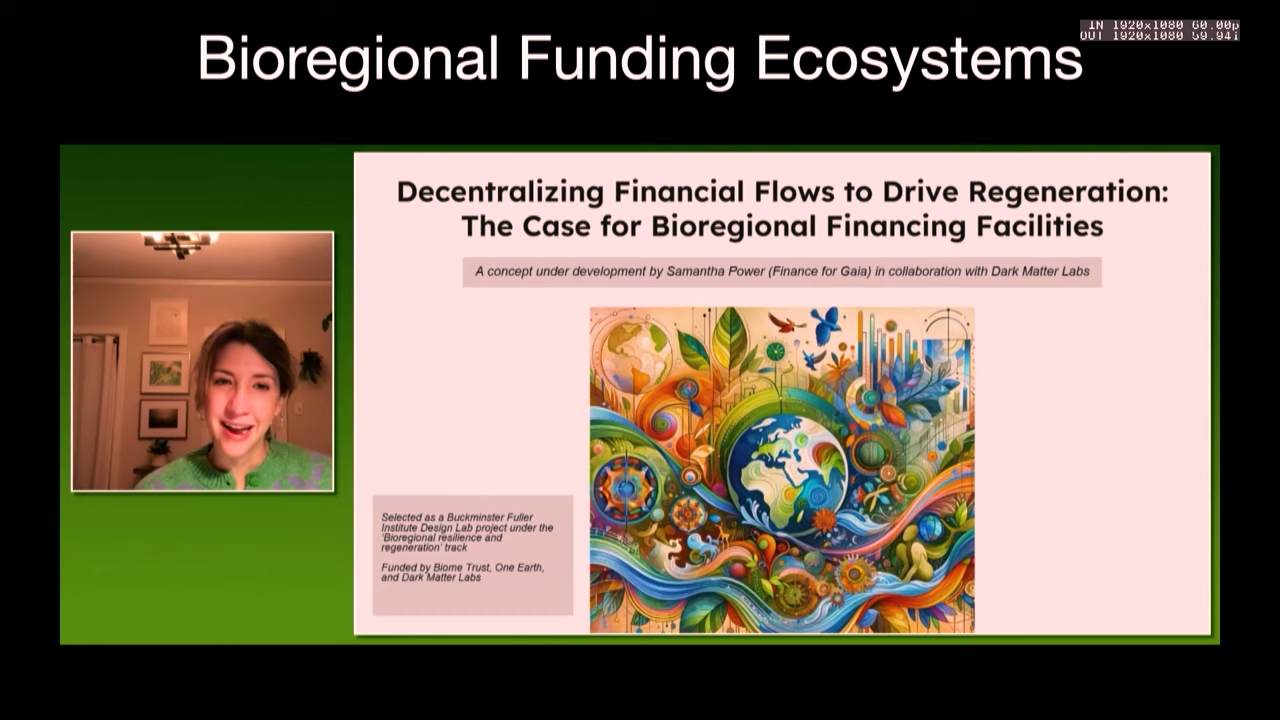 IN 1920x1080 60.00p
OUT 1920x1080 59.94i
Bioregional Funding Ecosystems
Decentralizing Financial Flows to Drive Regeneration:
The Case for Bioregional Financing Facilities
A concept under development by Samantha Power (Finance for Gaia) in collaboration with Dark Matter Labs
Selected as a Buckminster Fuller
Institute Design Lab project under the
'Bioregional resilience and
regeneration' track
Funded by Biome Trust, One Earth,
and Dark Matter Labs